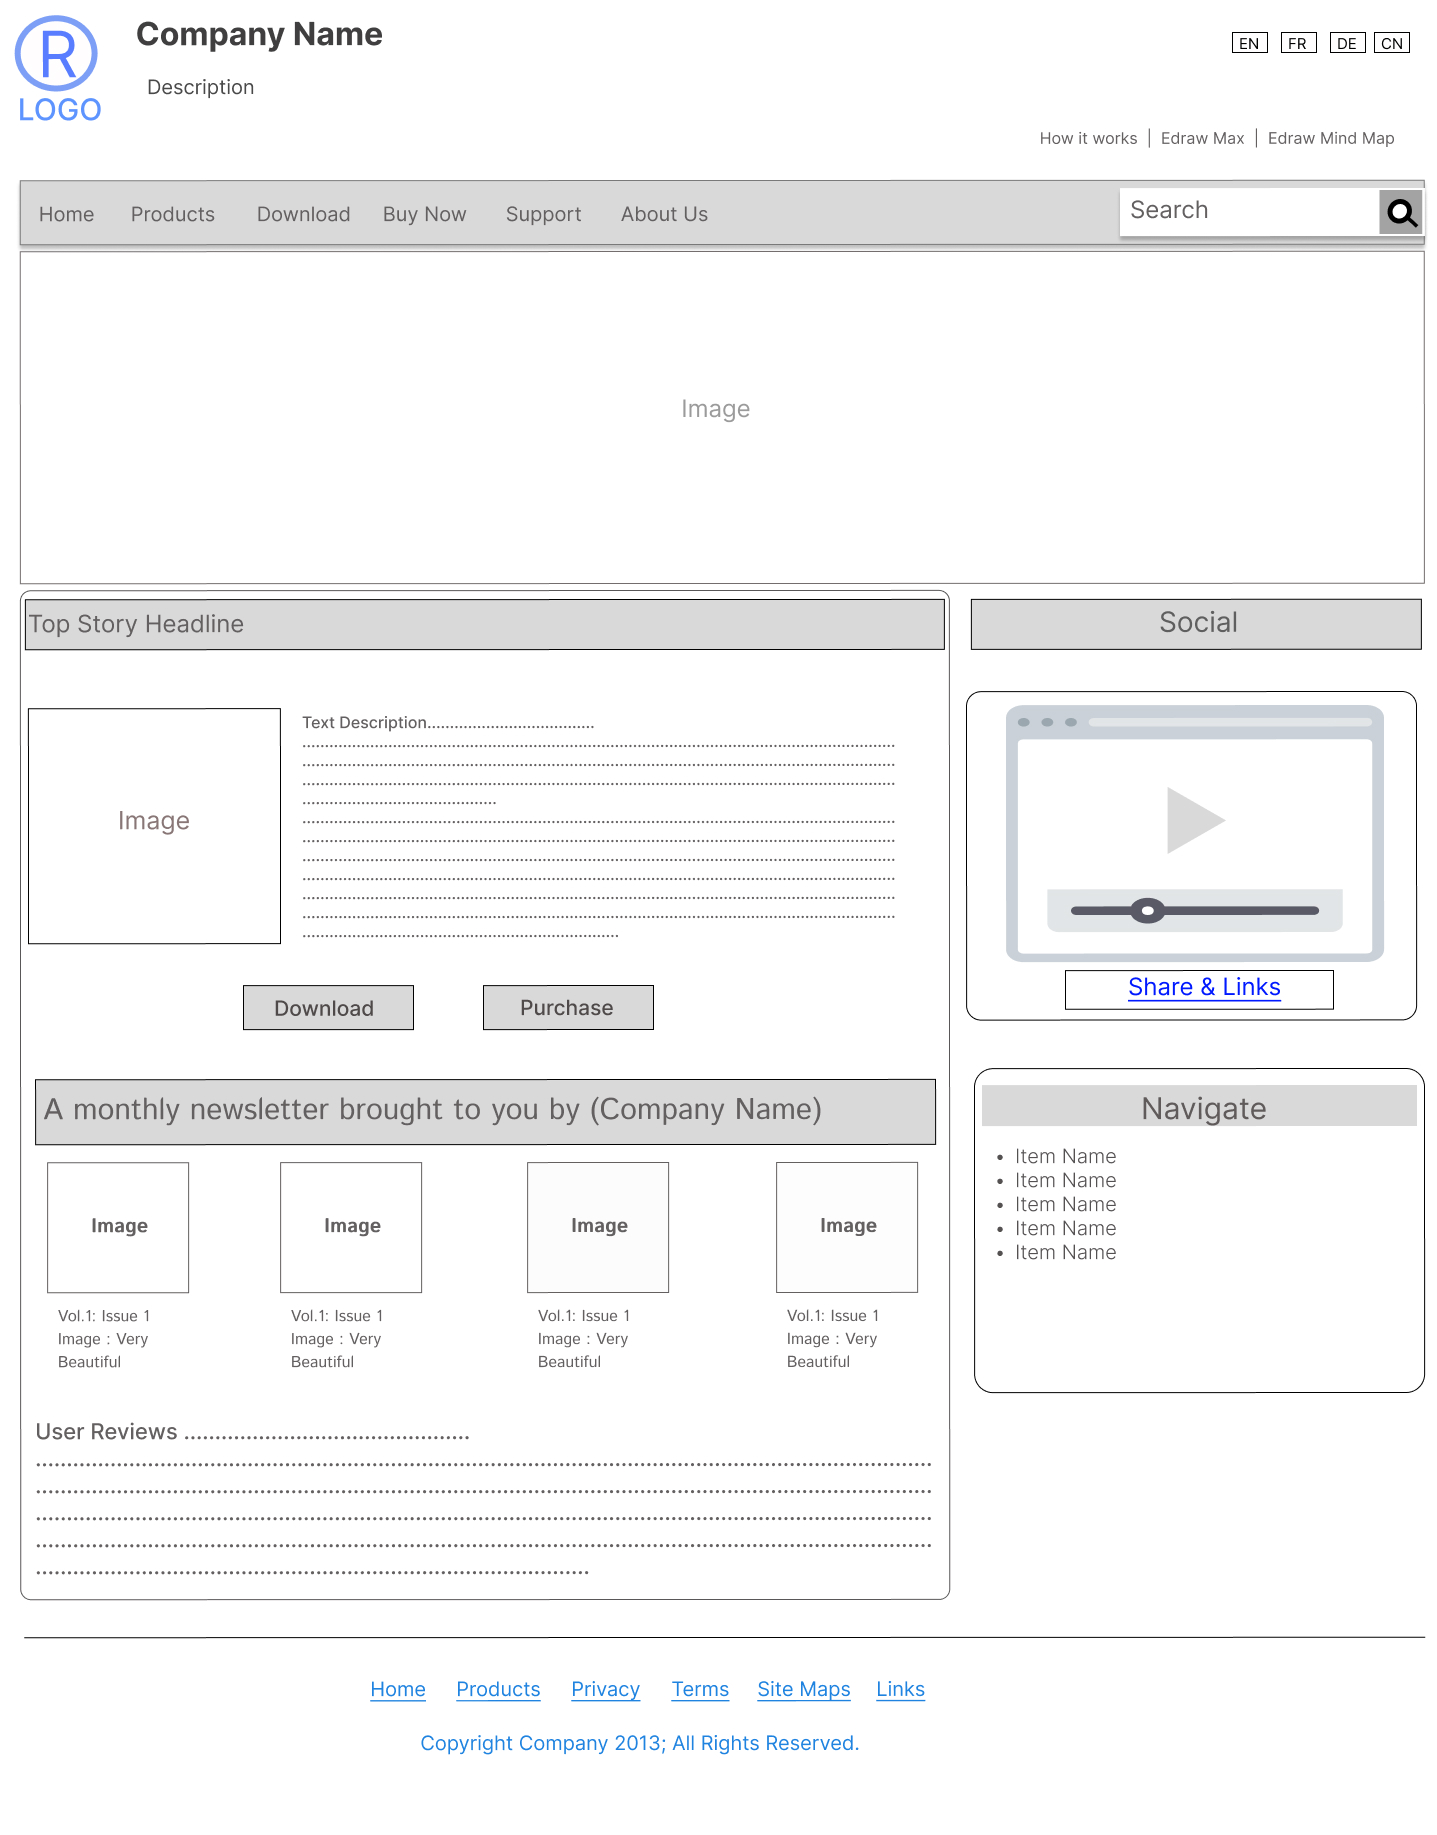 R
LOGO
Company Name
Description
EN FR DE CN
How it works | Edraw Max | Edraw Mind Map
Home Products Download Buy Now Support About Us
Search
Image
Top Story Headline
Image
Text Description.....................................
....................................................................................................................................
....................................................................................................................................
....................................................................................................................................
...........................................
....................................................................................................................................
....................................................................................................................................
....................................................................................................................................
....................................................................................................................................
....................................................................................................................................
....................................................................................................................................
......................................................................
Download Purchase
A monthly newsletter brought to you by (Company Name)
Image Image Image Image
Vol.1: Issue 1 Vol.1: Issue 1 Vol.1: Issue 1 Vol.1: Issue 1
Image : Very Image : Very Image : Very Image : Very
Beautiful Beautiful Beautiful Beautiful
User Reviews ..............................................
................................................................................................................................................
................................................................................................................................................
................................................................................................................................................
................................................................................................................................................
.........................................................................................
Social
Share & Links
Navigate
• Item Name
• Item Name
• Item Name
• Item Name
• Item Name
Home Products Privacy Terms Site Maps Links
Copyright Company 2013; All Rights Reserved.